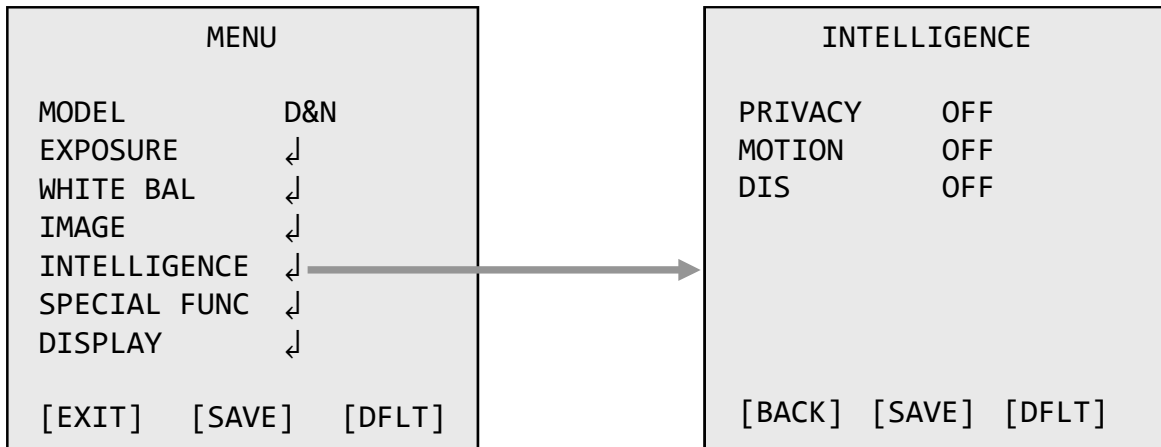 MENU
MODEL D&N
EXPOSURE ↲
WHITE BAL ↲
IMAGE ↲
INTELLIGENCE ↲
SPECIAL FUNC ↲
DISPLAY ↲
[EXIT] [SAVE] [DFLT]
INTELLIGENCE
PRIVACY OFF
MOTION OFF
DIS OFF
[BACK] [SAVE] [DFLT]